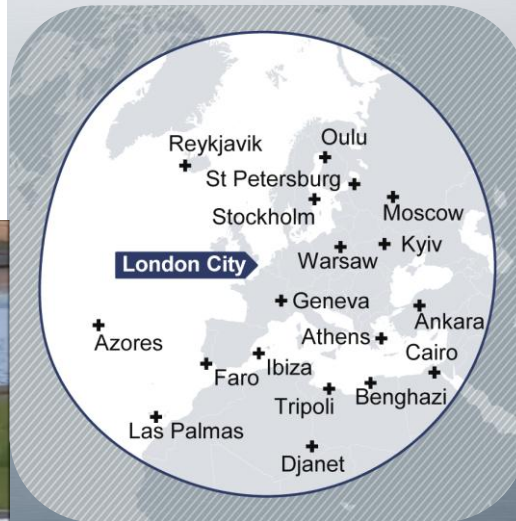 Reykjavik
Oulu
St Petersburg
Stockholm
Moscow
London City
Warsaw
Kyiv
Geneva
Azores
Athens
Ankara
Faro
Ibiza
Cairo
Tripoli
Benghazi
Las Palmas
Djanet